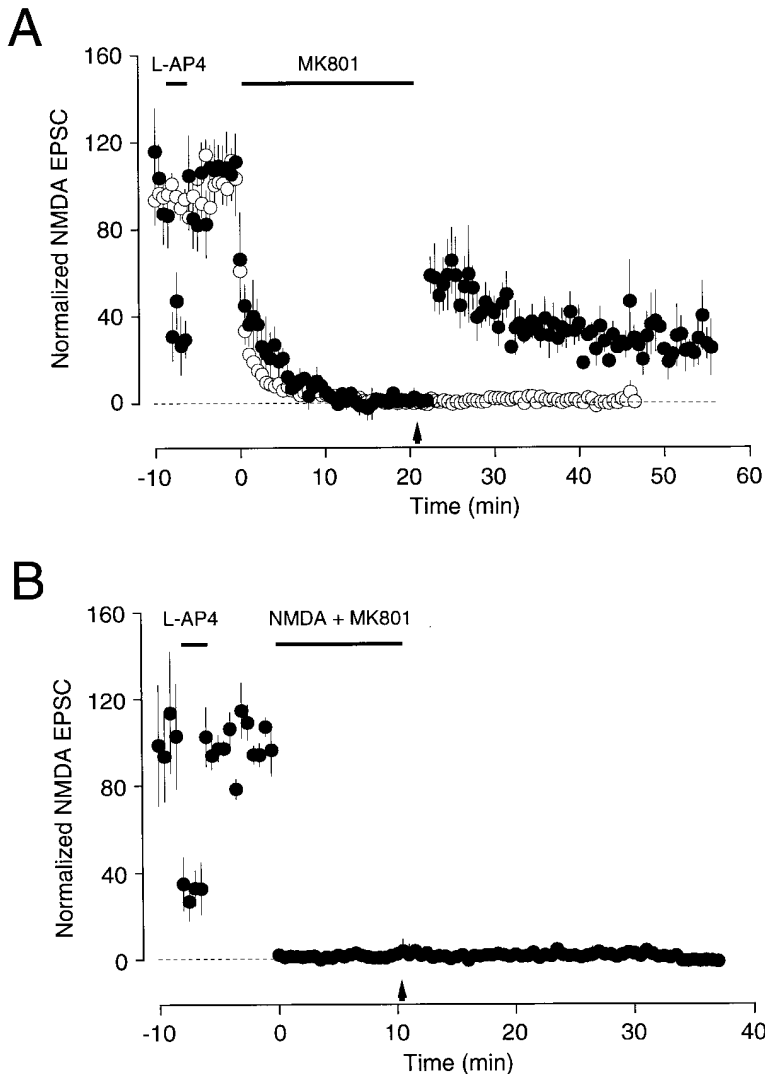 A
160
L-AP4
MK801
120
Normalized NMDA EPSC
80
40
0
-10 0 10 20 30 40 50 60
Time (min)
B
160
L-AP4
NMDA + MK801
120
Normalized NMDA EPSC
80
40
0
-10 0 10 20 30 40
Time (min)